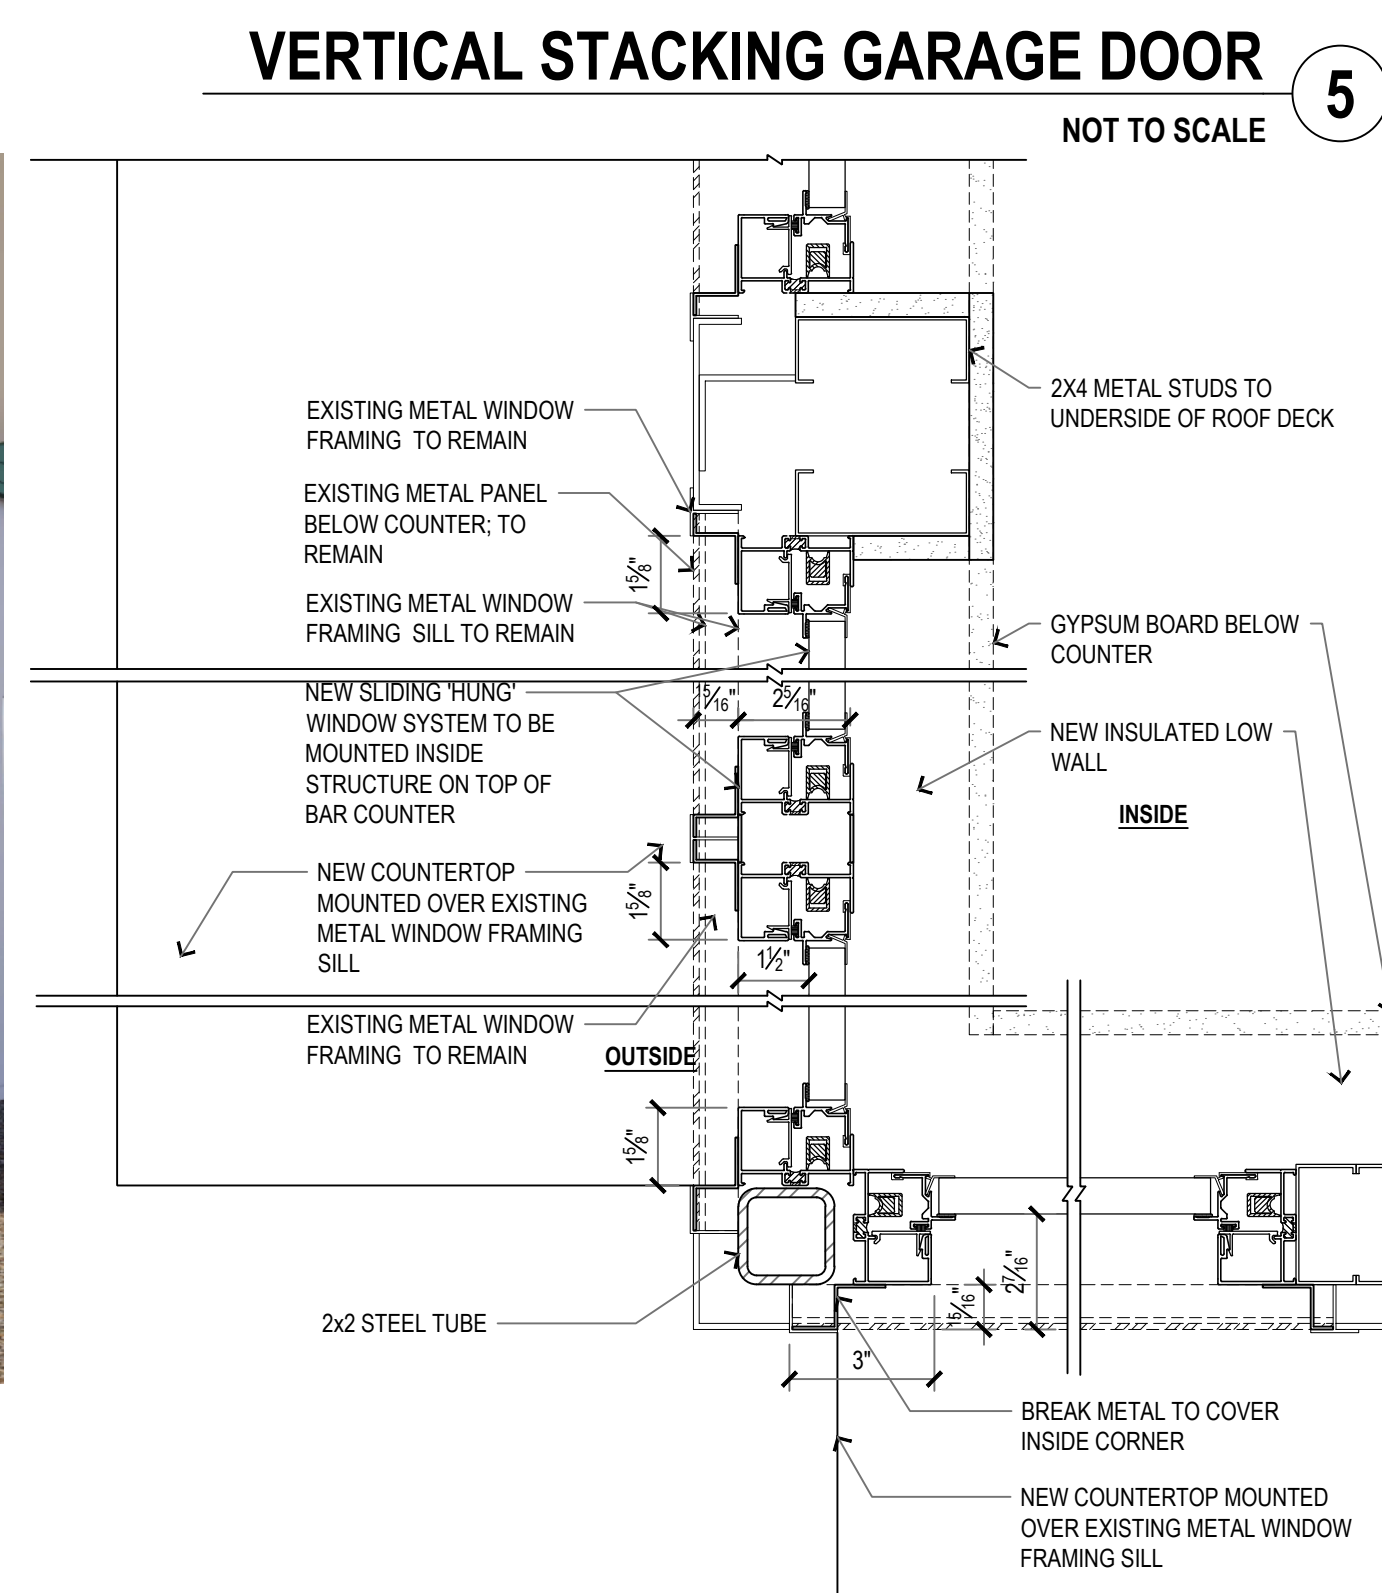 VERTICAL STACKING GARAGE DOOR
5
NOT TO SCALE
EXISTING METAL WINDOW
FRAMING TO REMAIN
EXISTING METAL PANEL
BELOW COUNTER; TO
REMAIN
1⅝"
EXISTING METAL WINDOW
FRAMING SILL TO REMAIN
2X4 METAL STUDS TO
UNDERSIDE OF ROOF DECK
GYPSUM BOARD BELOW
COUNTER
NEW SLIDING 'HUNG'
WINDOW SYSTEM TO BE
MOUNTED INSIDE
STRUCTURE ON TOP OF
BAR COUNTER
15/16"
2 5/16"
NEW INSULATED LOW
WALL
INSIDE
NEW COUNTERTOP
MOUNTED OVER EXISTING
METAL WINDOW FRAMING
SILL
1⅝"
1½"
EXISTING METAL WINDOW
FRAMING TO REMAIN
OUTSIDE
1⅝"
2x2 STEEL TUBE
15/16"
2 7/16"
3"
BREAK METAL TO COVER
INSIDE CORNER
NEW COUNTERTOP MOUNTED
OVER EXISTING METAL WINDOW
FRAMING SILL